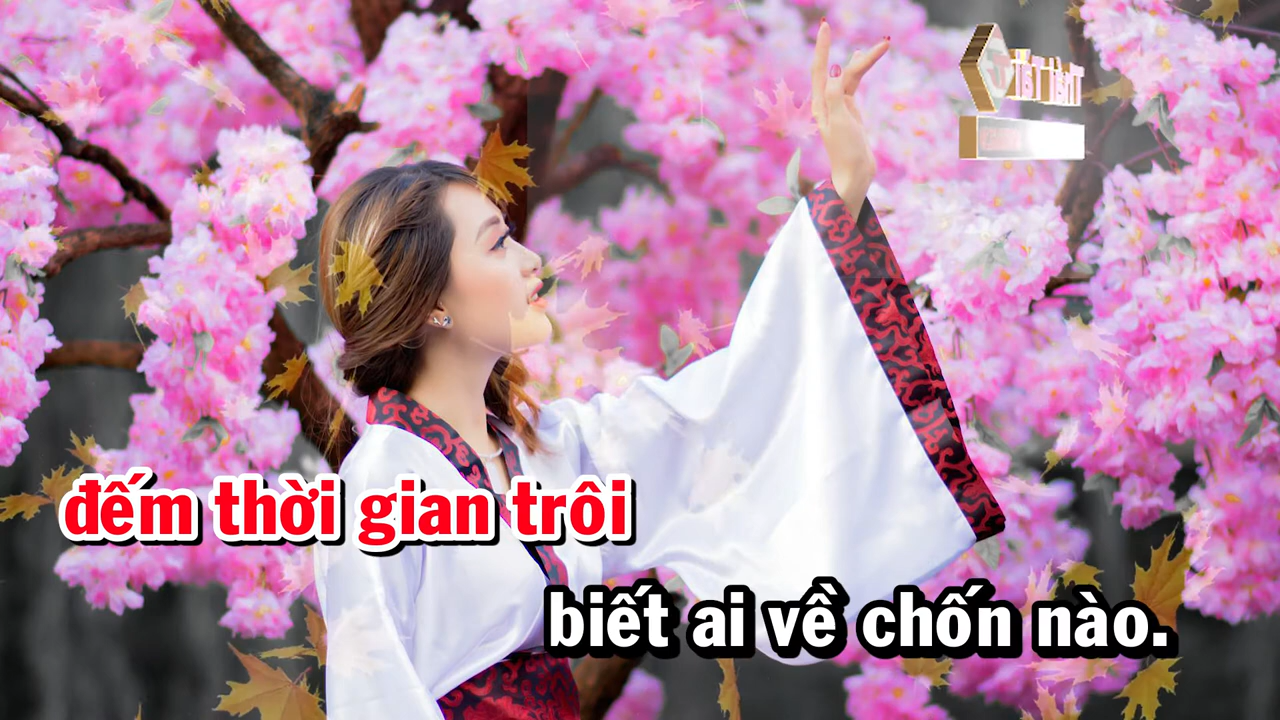 đếm thời gian trôi
biết ai về chốn nào.